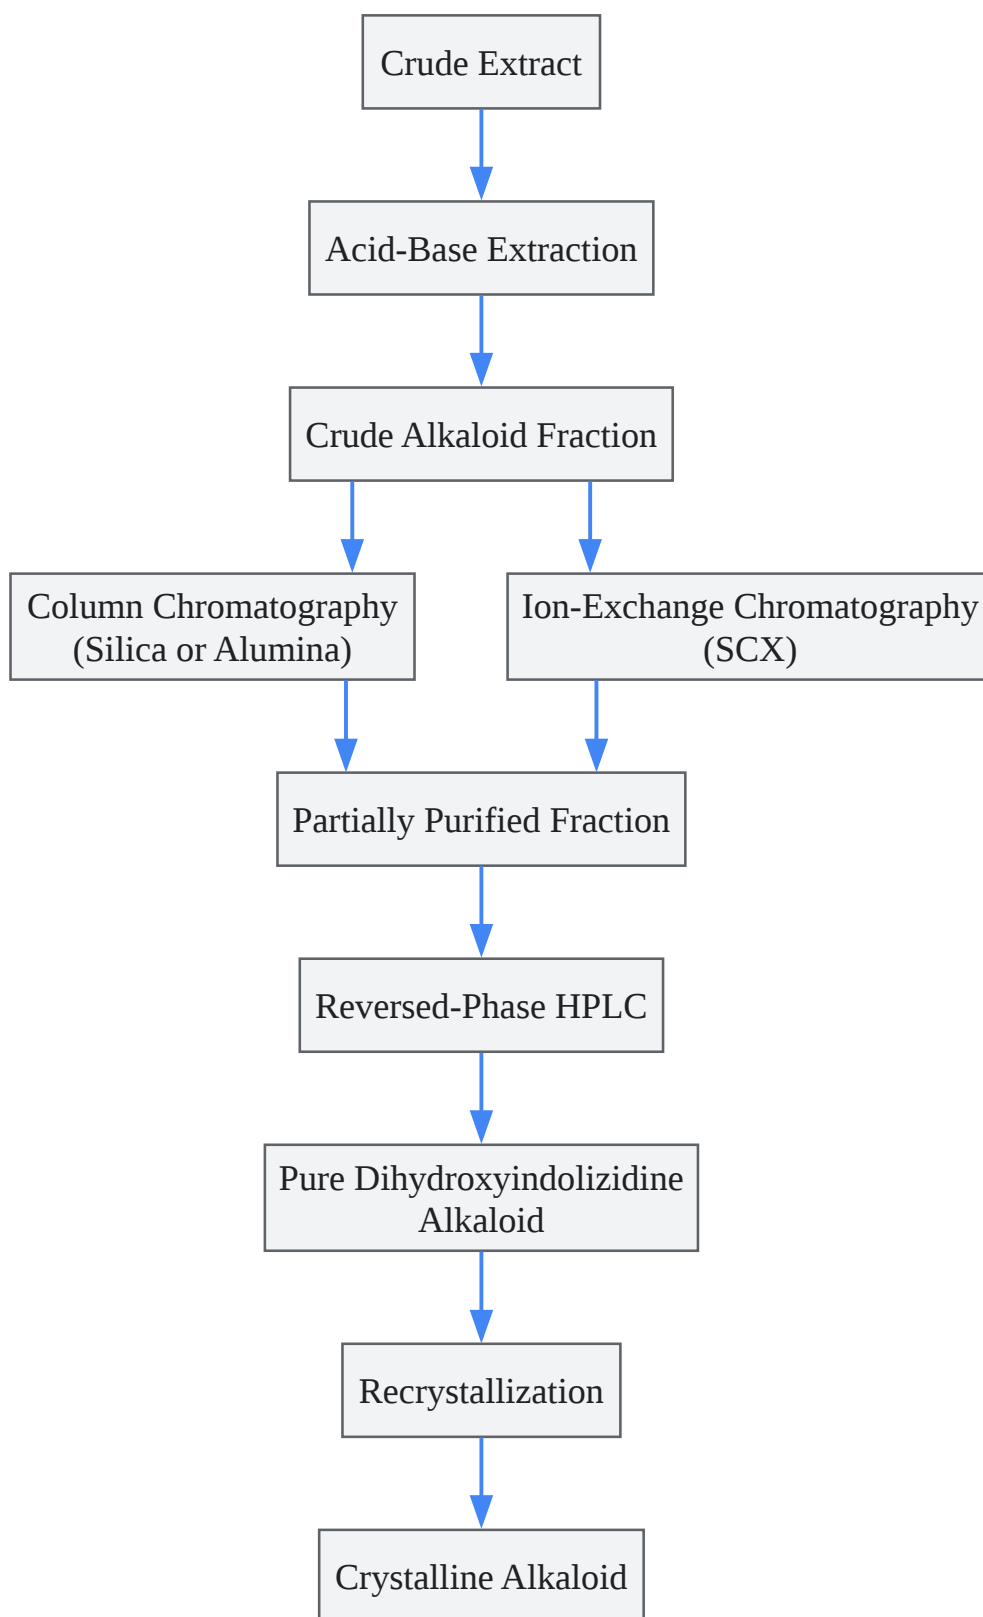 Crude Extract
Acid-Base Extraction
Crude Alkaloid Fraction
Column Chromatography
(Silica or Alumina)
Ion-Exchange Chromatography
(SCX)
Partially Purified Fraction
Reversed-Phase HPLC
Pure Dihydroxyindolizidine
Alkaloid
Recrystallization
Crystalline Alkaloid